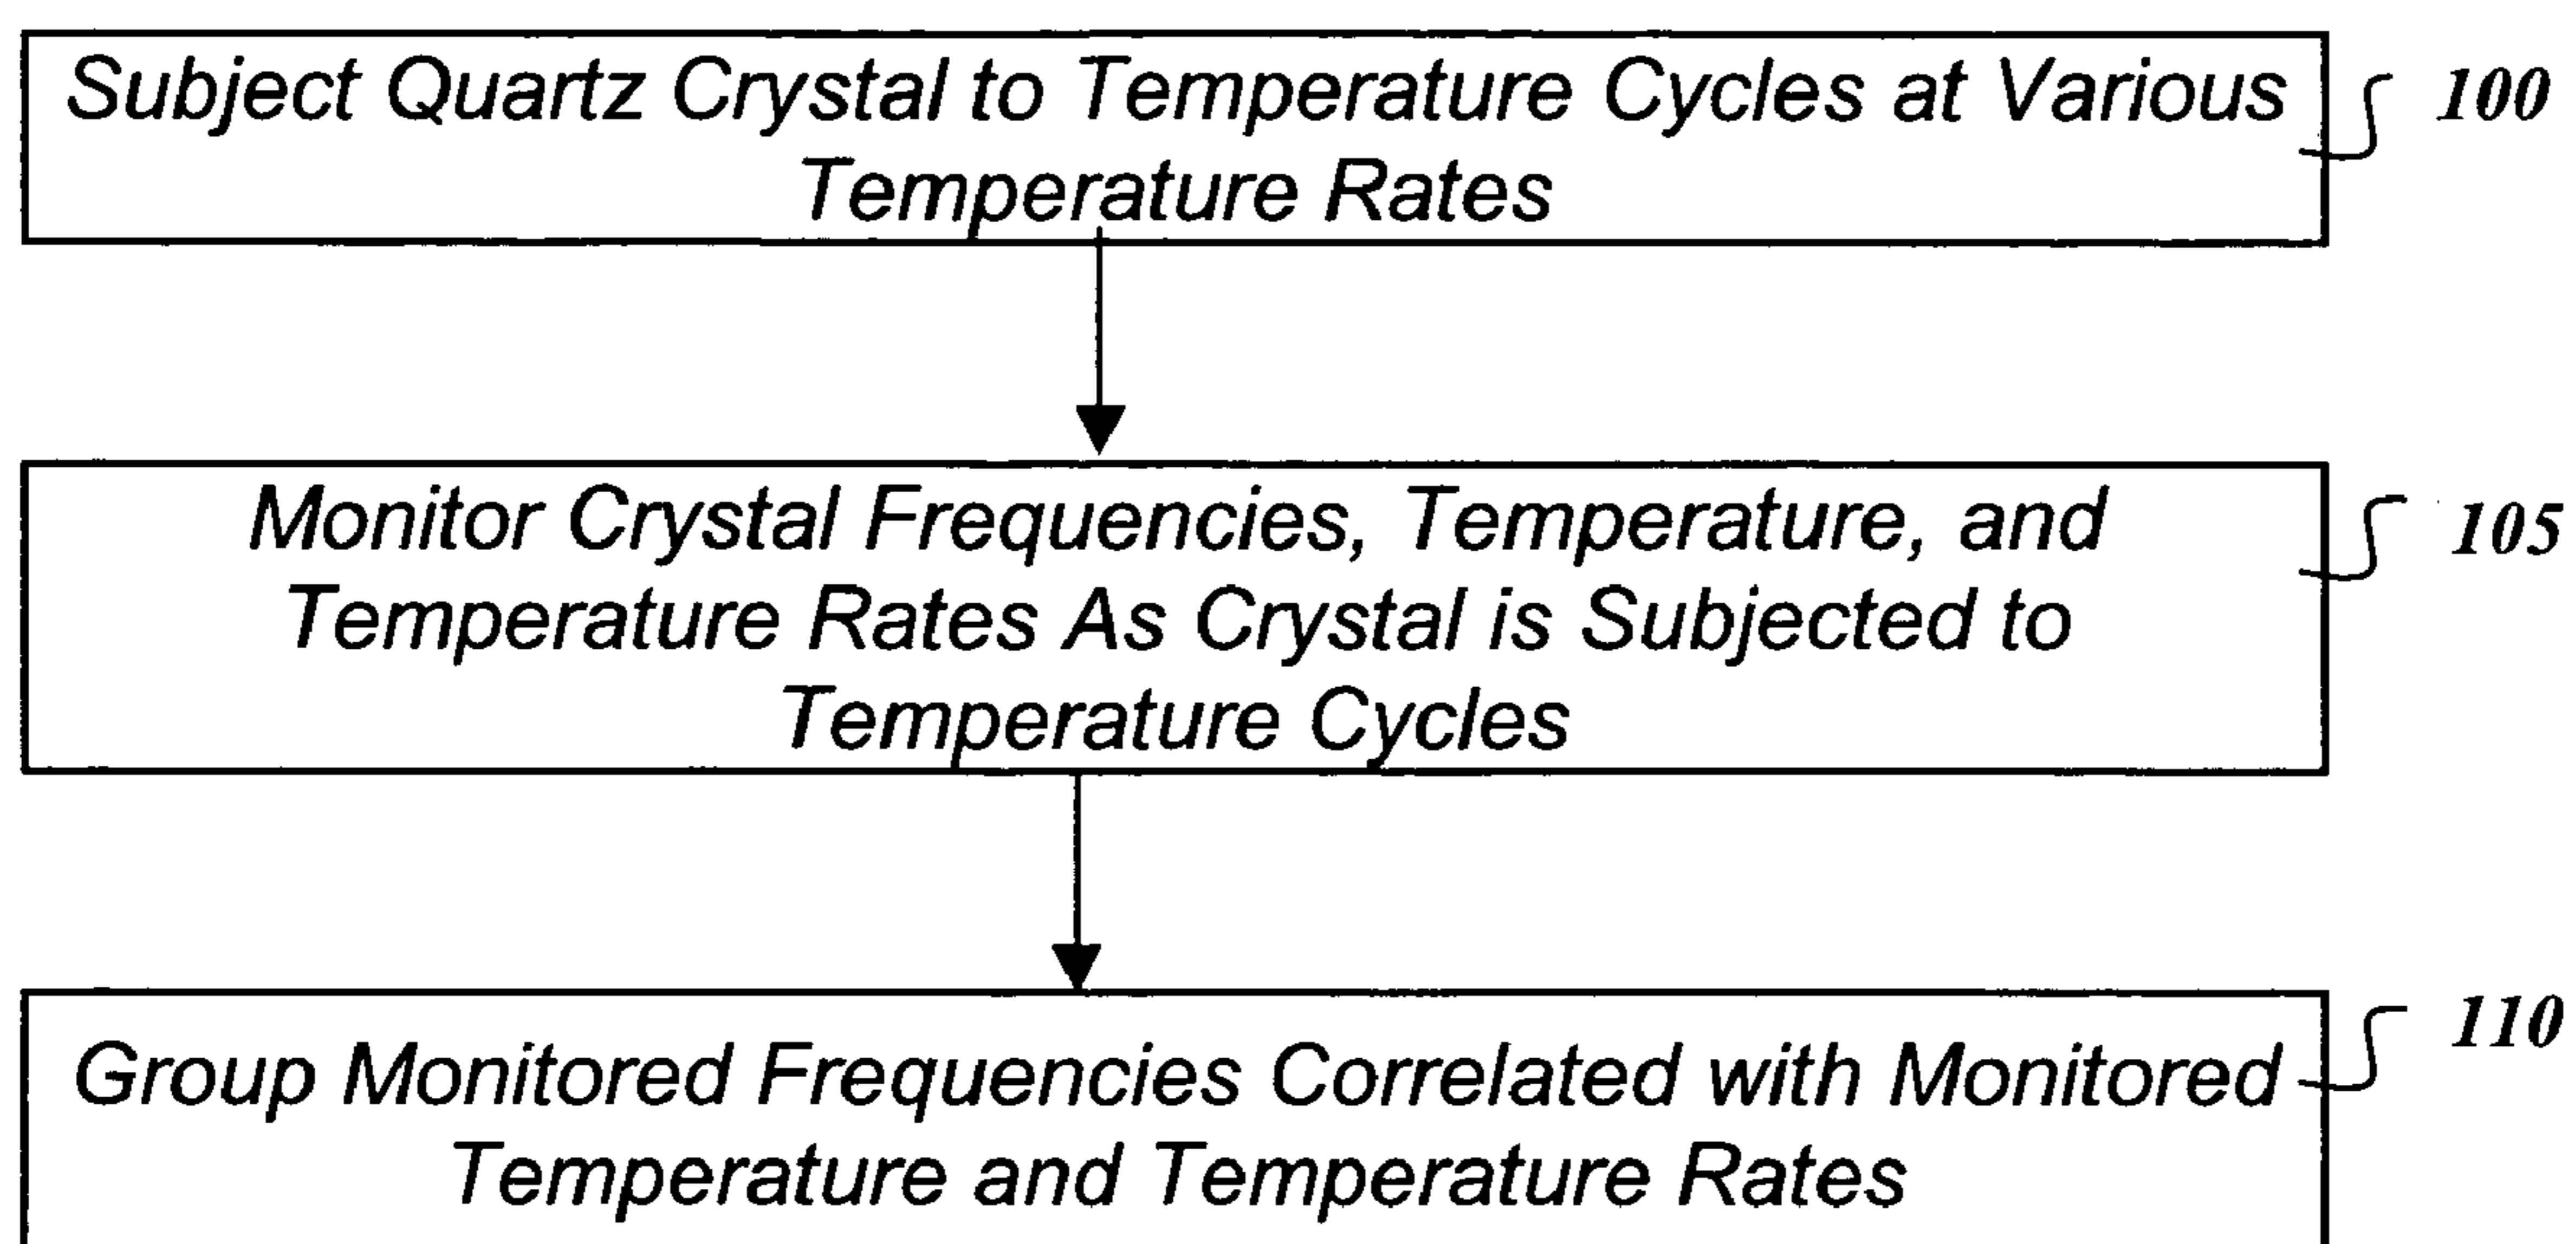 Subject Quartz Crystal to Temperature Cycles at Various
100
Temperature Rates
Monitor Crystal Frequencies, Temperature, and
105
Temperature Rates As Crystal is Subjected to
Temperature Cycles
110
Group Monitored Frequencies Correlated with Monitored
Temperature and Temperature Rates